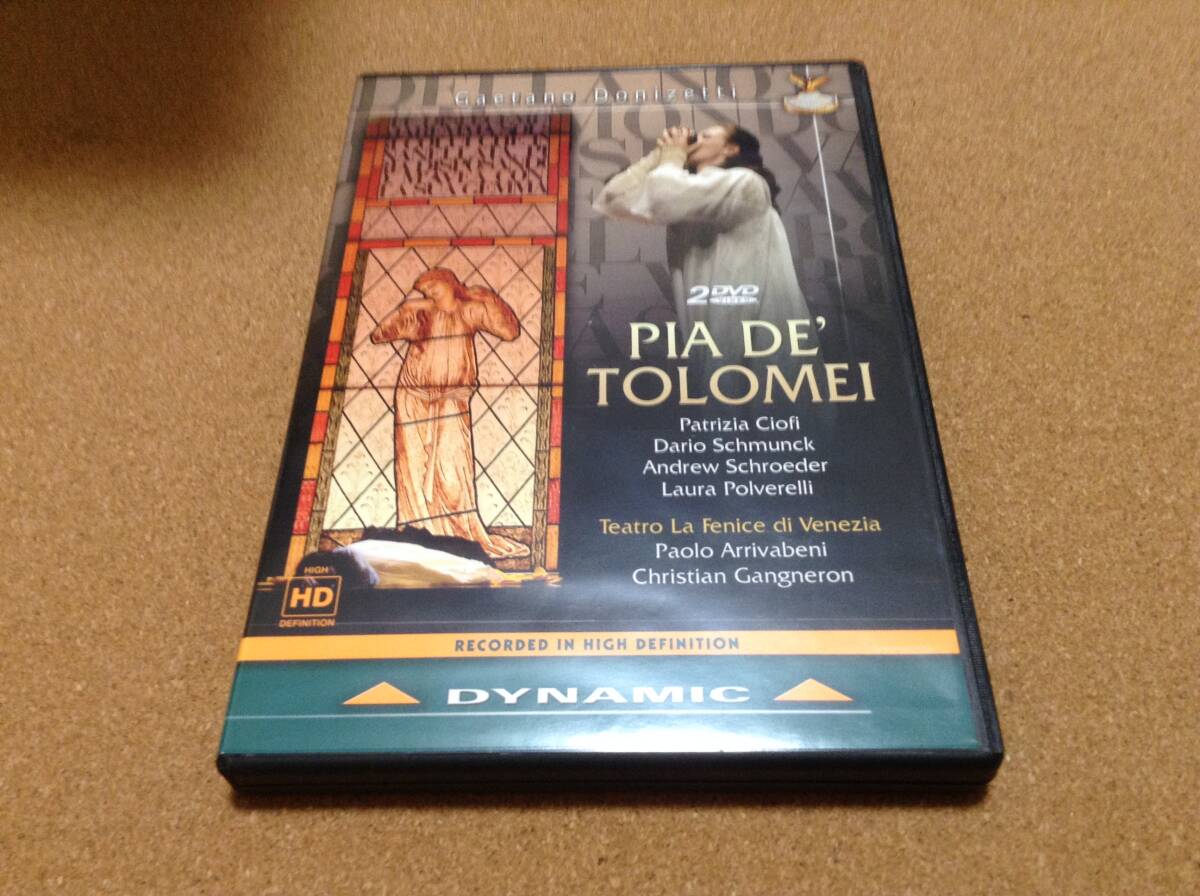 Gaetano Donizetti
2 DVD
VIDEO
PIA DE'
TOLOMEI
Patrizia Ciofi
Dario Schmunck
Andrew Schroeder
Laura Polverelli
Teatro La Fenice di Venezia
Paolo Arrivabeni
Christian Gangneron
HIGH
HD
DEFINITION
RECORDED IN HIGH DEFINITION
DYNAMIC